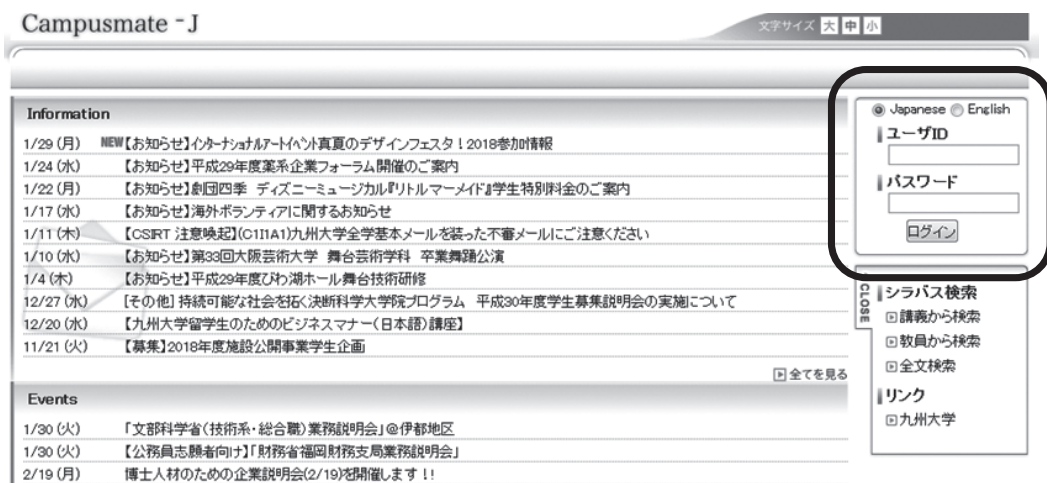 Campusmate-J
文字サイズ 大 中 小
Information
1/29 (月) NEW【お知らせ】インターナショナルアートイベント真夏のデザインフェスタ！2018参加情報
1/24 (水) 【お知らせ】平成29年度薬系企業フォーラム開催のご案内
1/22 (月) 【お知らせ】劇団四季 ディズニーミュージカル『リトルマーメイド』学生特別料金のご案内
1/17 (水) 【お知らせ】海外ボランティアに関するお知らせ
1/11 (木) 【CSIRT 注意喚起】(C1I1A1)九州大学全学基本メールを装った不審メールにご注意ください
1/10 (水) 【お知らせ】第33回大阪芸術大学 舞台芸術学科 卒業舞踊公演
1/4 (木) 【お知らせ】平成29年度びわ湖ホール舞台技術研修
12/27 (水) [その他] 持続可能な社会を拓く決断科学大学院プログラム 平成30年度学生募集説明会の実施について
12/20 (水) 【九州大学留学生のためのビジネスマナー(日本語)講座】
11/21 (火) 【募集】2018年度施設公開事業学生企画
全てを見る
Events
1/30 (火) 「文部科学省(技術系・総合職)業務説明会」@伊都地区
1/30 (火) 【公務員志願者向け】「財務省福岡財務支局業務説明会」
2/19 (月) 博士人材のための企業説明会(2/19)を開催します!!
Japanese English
ユーザID
パスワード
ログイン
CLOSE
シラバス検索
講義から検索
教員から検索
全文検索
リンク
九州大学